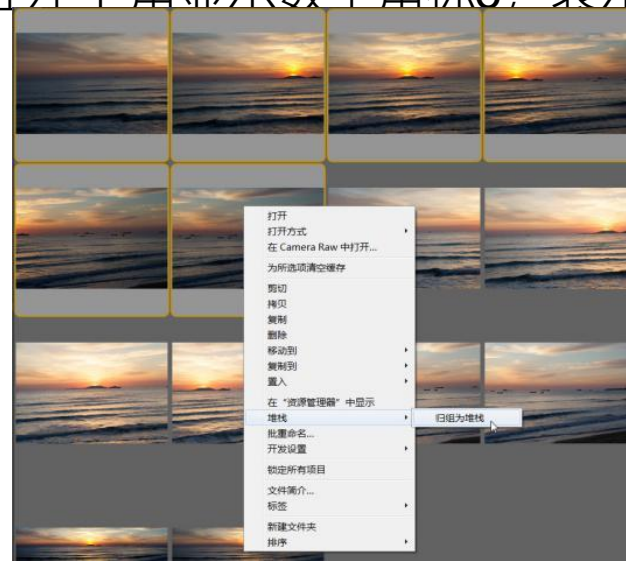 打开
打开方式
在 Camera Raw 中打开...
为所选项清空缓存
剪切
拷贝
复制
删除
移动到
复制到
置入
在“资源管理器”中显示
堆栈
归组为堆栈
批重命名...
开发设置
锁定所有项目
文件简介...
标签
新建文件夹
排序